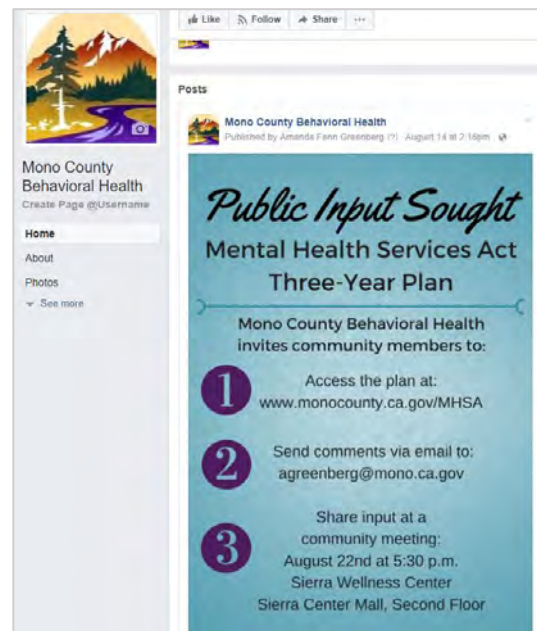 Like Follow Share ...
Posts
Mono County Behavioral Health
Published by Amanda Fenn Greenberg [?] · August 14 at 2:16pm ·
Mono County
Behavioral Health
Create Page @Username
Home
About
Photos
See more
Public Input Sought
Mental Health Services Act
Three-Year Plan
Mono County Behavioral Health
invites community members to:
1
Access the plan at:
www.monocounty.ca.gov/MHSA
2
Send comments via email to:
agreenberg@mono.ca.gov
3
Share input at a
community meeting:
August 22nd at 5:30 p.m.
Sierra Wellness Center
Sierra Center Mall, Second Floor